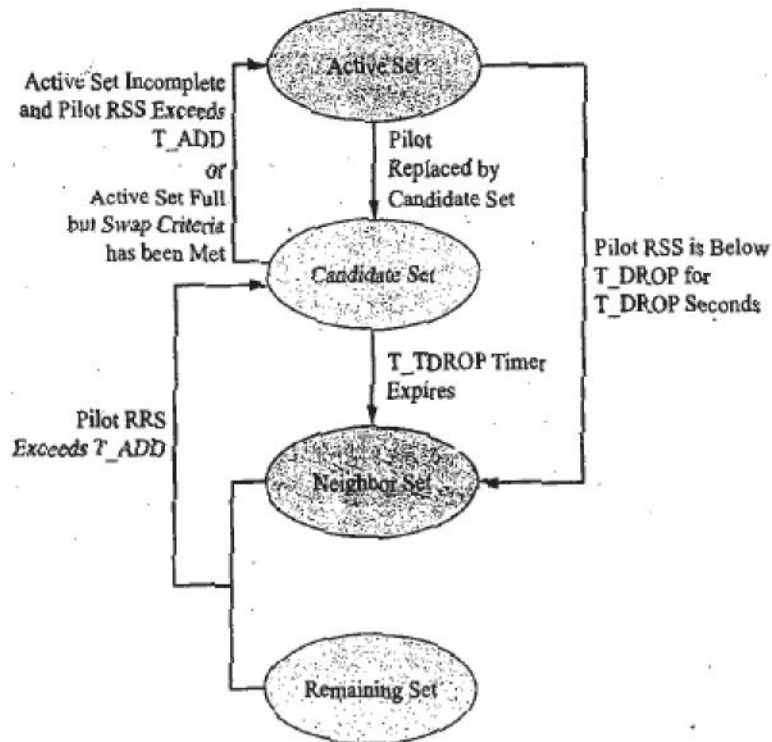 Active Set
Active Set Incomplete
and Pilot RSS Exceeds
T_ADD
or
Active Set Full
but Swap Criteria
has been Met
Pilot
Replaced by
Candidate Set
Pilot RSS is Below
T_DROP for
T_DROP Seconds
Candidate Set
T_TDROP Timer
Expires
Pilot RRS
Exceeds T_ADD
Neighbor Set
Remaining Set